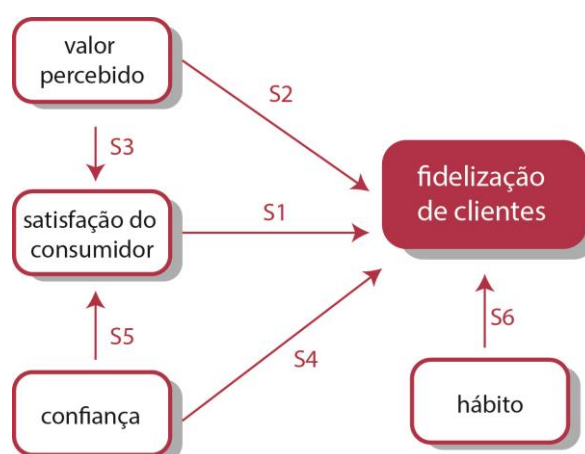 valor
percebido
S2
S3
fidelização
de clientes
satisfação do
consumidor
S1
S5
S4
S6
confiança
hábito